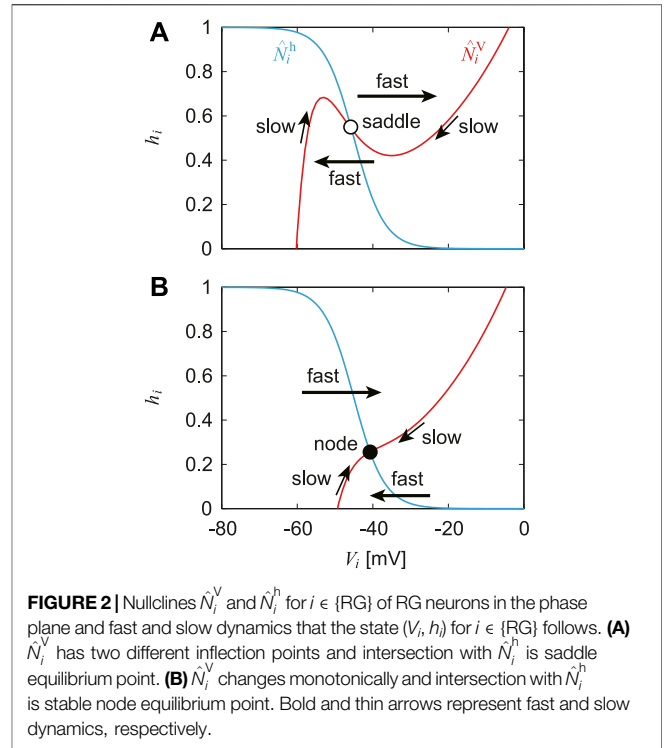 A
1
0.8
0.6
0.4
0.2
0
h_i
N̂_i^h
N̂_i^V
fast
saddle
slow
slow
fast
B
1
0.8
0.6
0.4
0.2
0
h_i
fast
node
slow
slow
fast
-80 -60 -40 -20 0
V_i [mV]
FIGURE 2 | Nullclines N̂_i^V and N̂_i^h for i ∈ {RG} of RG neurons in the phase
plane and fast and slow dynamics that the state (V_i, h_i) for i ∈ {RG} follows. (A)
N̂_i^V has two different inflection points and intersection with N̂_i^h is saddle
equilibrium point. (B) N̂_i^V changes monotonically and intersection with N̂_i^h
is stable node equilibrium point. Bold and thin arrows represent fast and slow
dynamics, respectively.